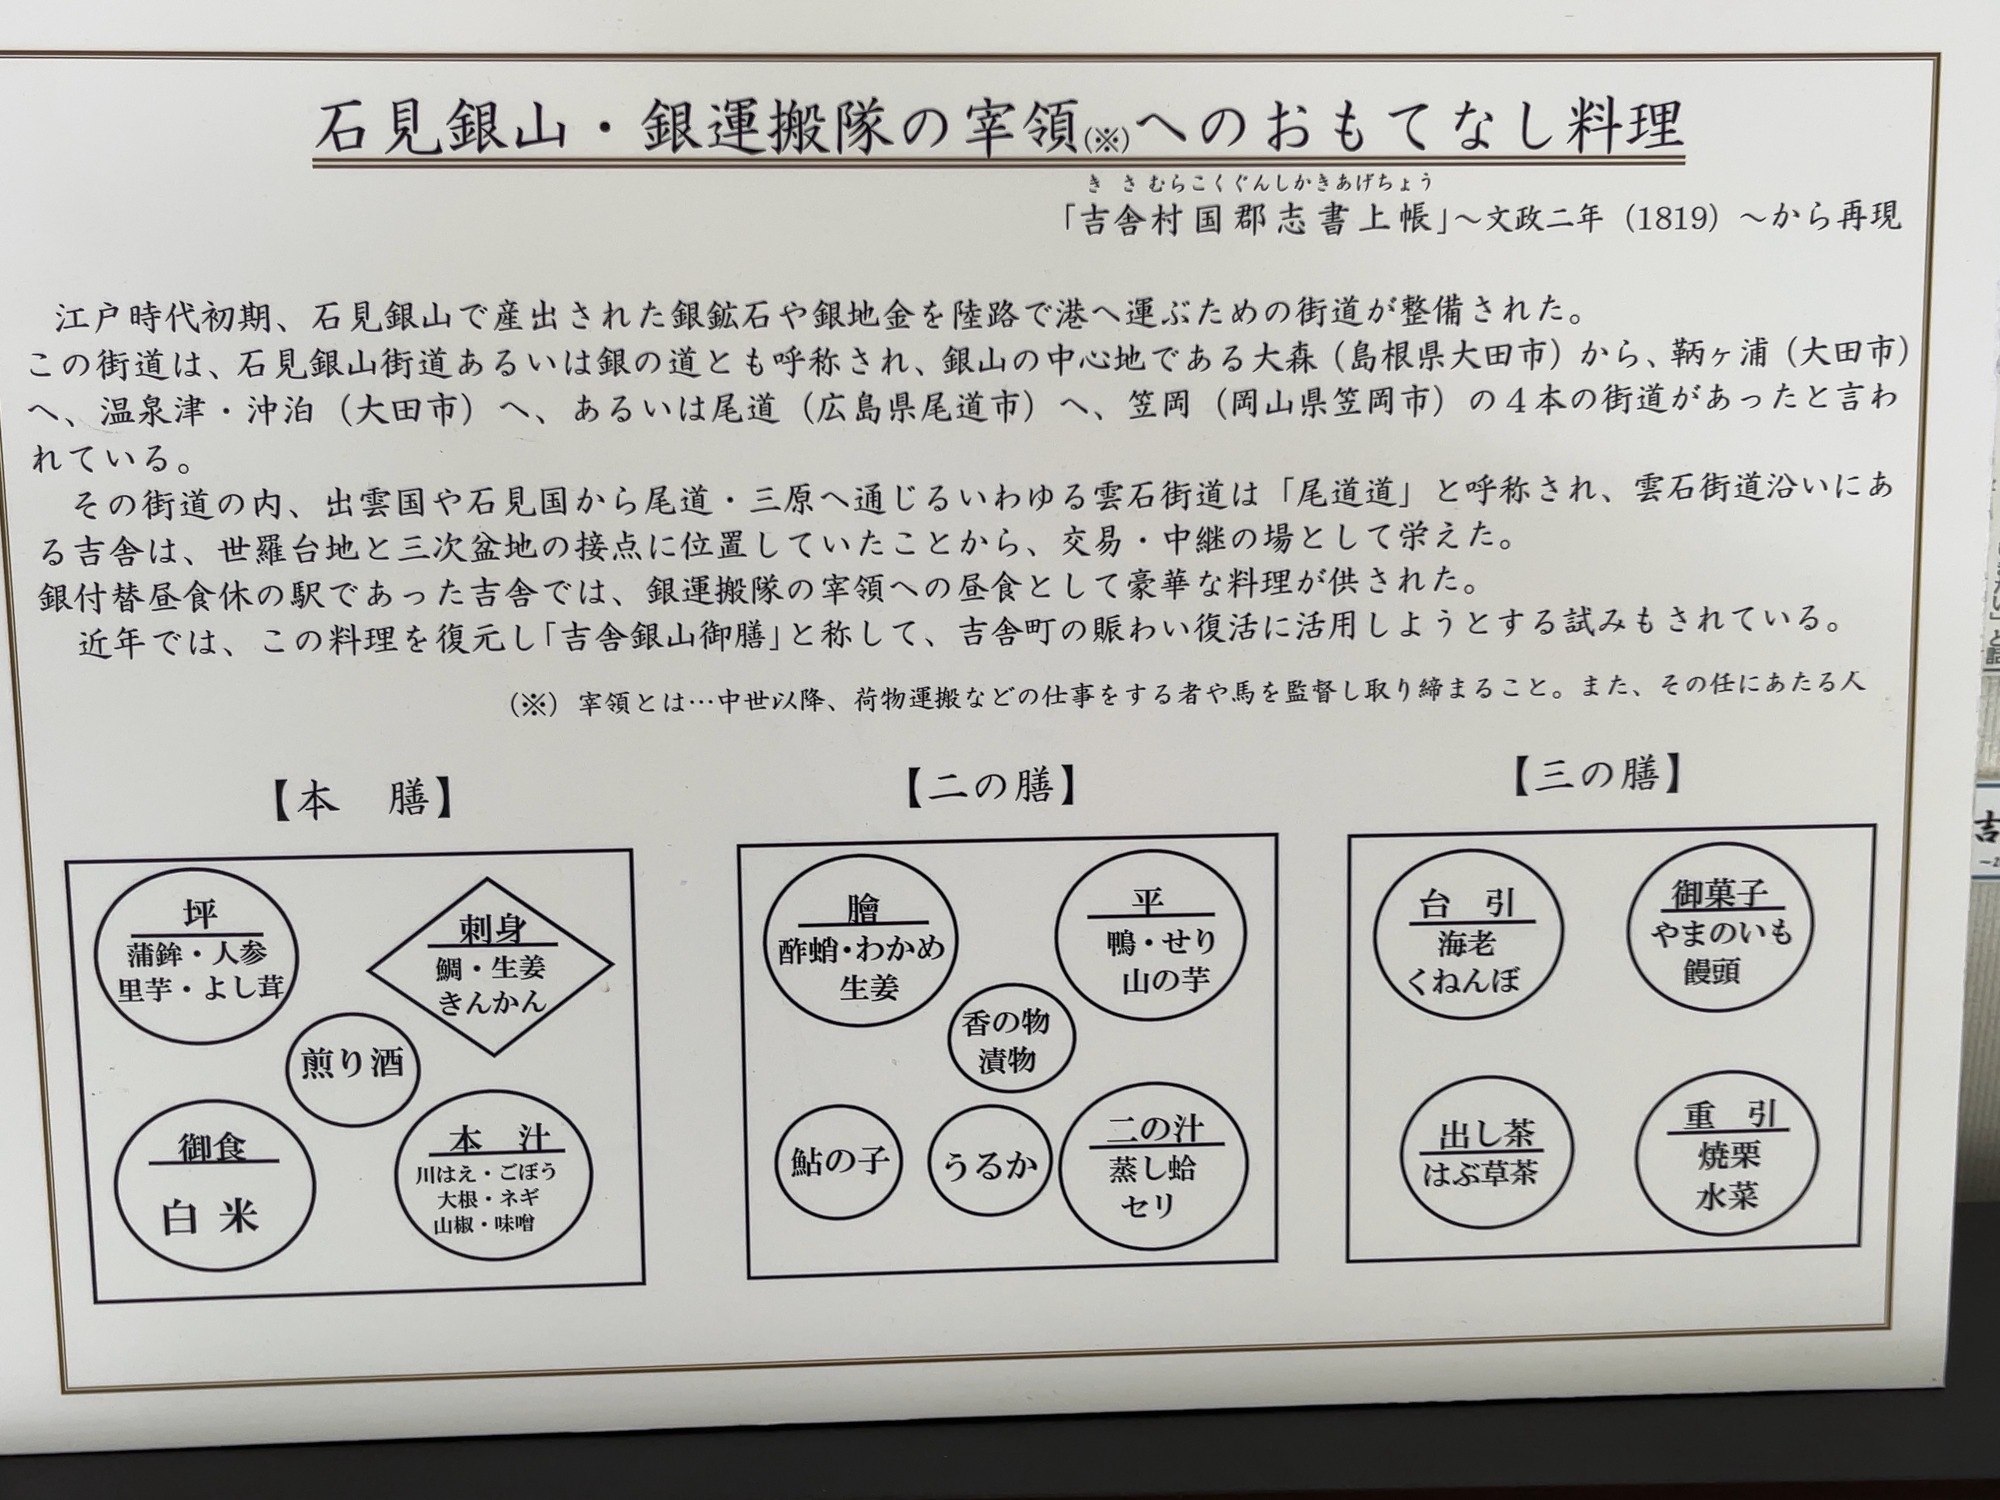 石見銀山・銀運搬隊の宰領(※)へのおもてなし料理
きさむらこくぐんしかきあげちょう
「吉舎村国郡志書上帳」～文政二年（1819）～から再現
江戸時代初期、石見銀山で産出された銀鉱石や銀地金を陸路で港へ運ぶための街道が整備された。
この街道は、石見銀山街道あるいは銀の道とも呼称され、銀山の中心地である大森（島根県大田市）から、鞆ヶ浦（大田市）
へ、温泉津・沖泊（大田市）へ、あるいは尾道（広島県尾道市）へ、笠岡（岡山県笠岡市）の４本の街道があったと言わ
れている。
その街道の内、出雲国や石見国から尾道・三原へ通じるいわゆる雲石街道は「尾道道」と呼称され、雲石街道沿いにあ
る吉舎は、世羅台地と三次盆地の接点に位置していたことから、交易・中継の場として栄えた。
銀付替昼食休の駅であった吉舎では、銀運搬隊の宰領への昼食として豪華な料理が供された。
近年では、この料理を復元し「吉舎銀山御膳」と称して、吉舎町の賑わい復活に活用しようとする試みもされている。
（※）宰領とは…中世以降、荷物運搬などの仕事をする者や馬を監督し取り締まること。また、その任にあたる人
【本　膳】
坪
蒲鉾・人参
里芋・よし茸
刺身
鯛・生姜
きんかん
煎り酒
御食
白米
本　汁
川はえ・ごぼう
大根・ネギ
山椒・味噌
【二の膳】
膾
酢蛸・わかめ
生姜
平
鴨・せり
山の芋
香の物
漬物
鮎の子
うるか
二の汁
蒸し蛤
セリ
【三の膳】
台　引
海老
くねんぼ
御菓子
やまのいも
饅頭
出し茶
はぶ草茶
重　引
焼栗
水菜